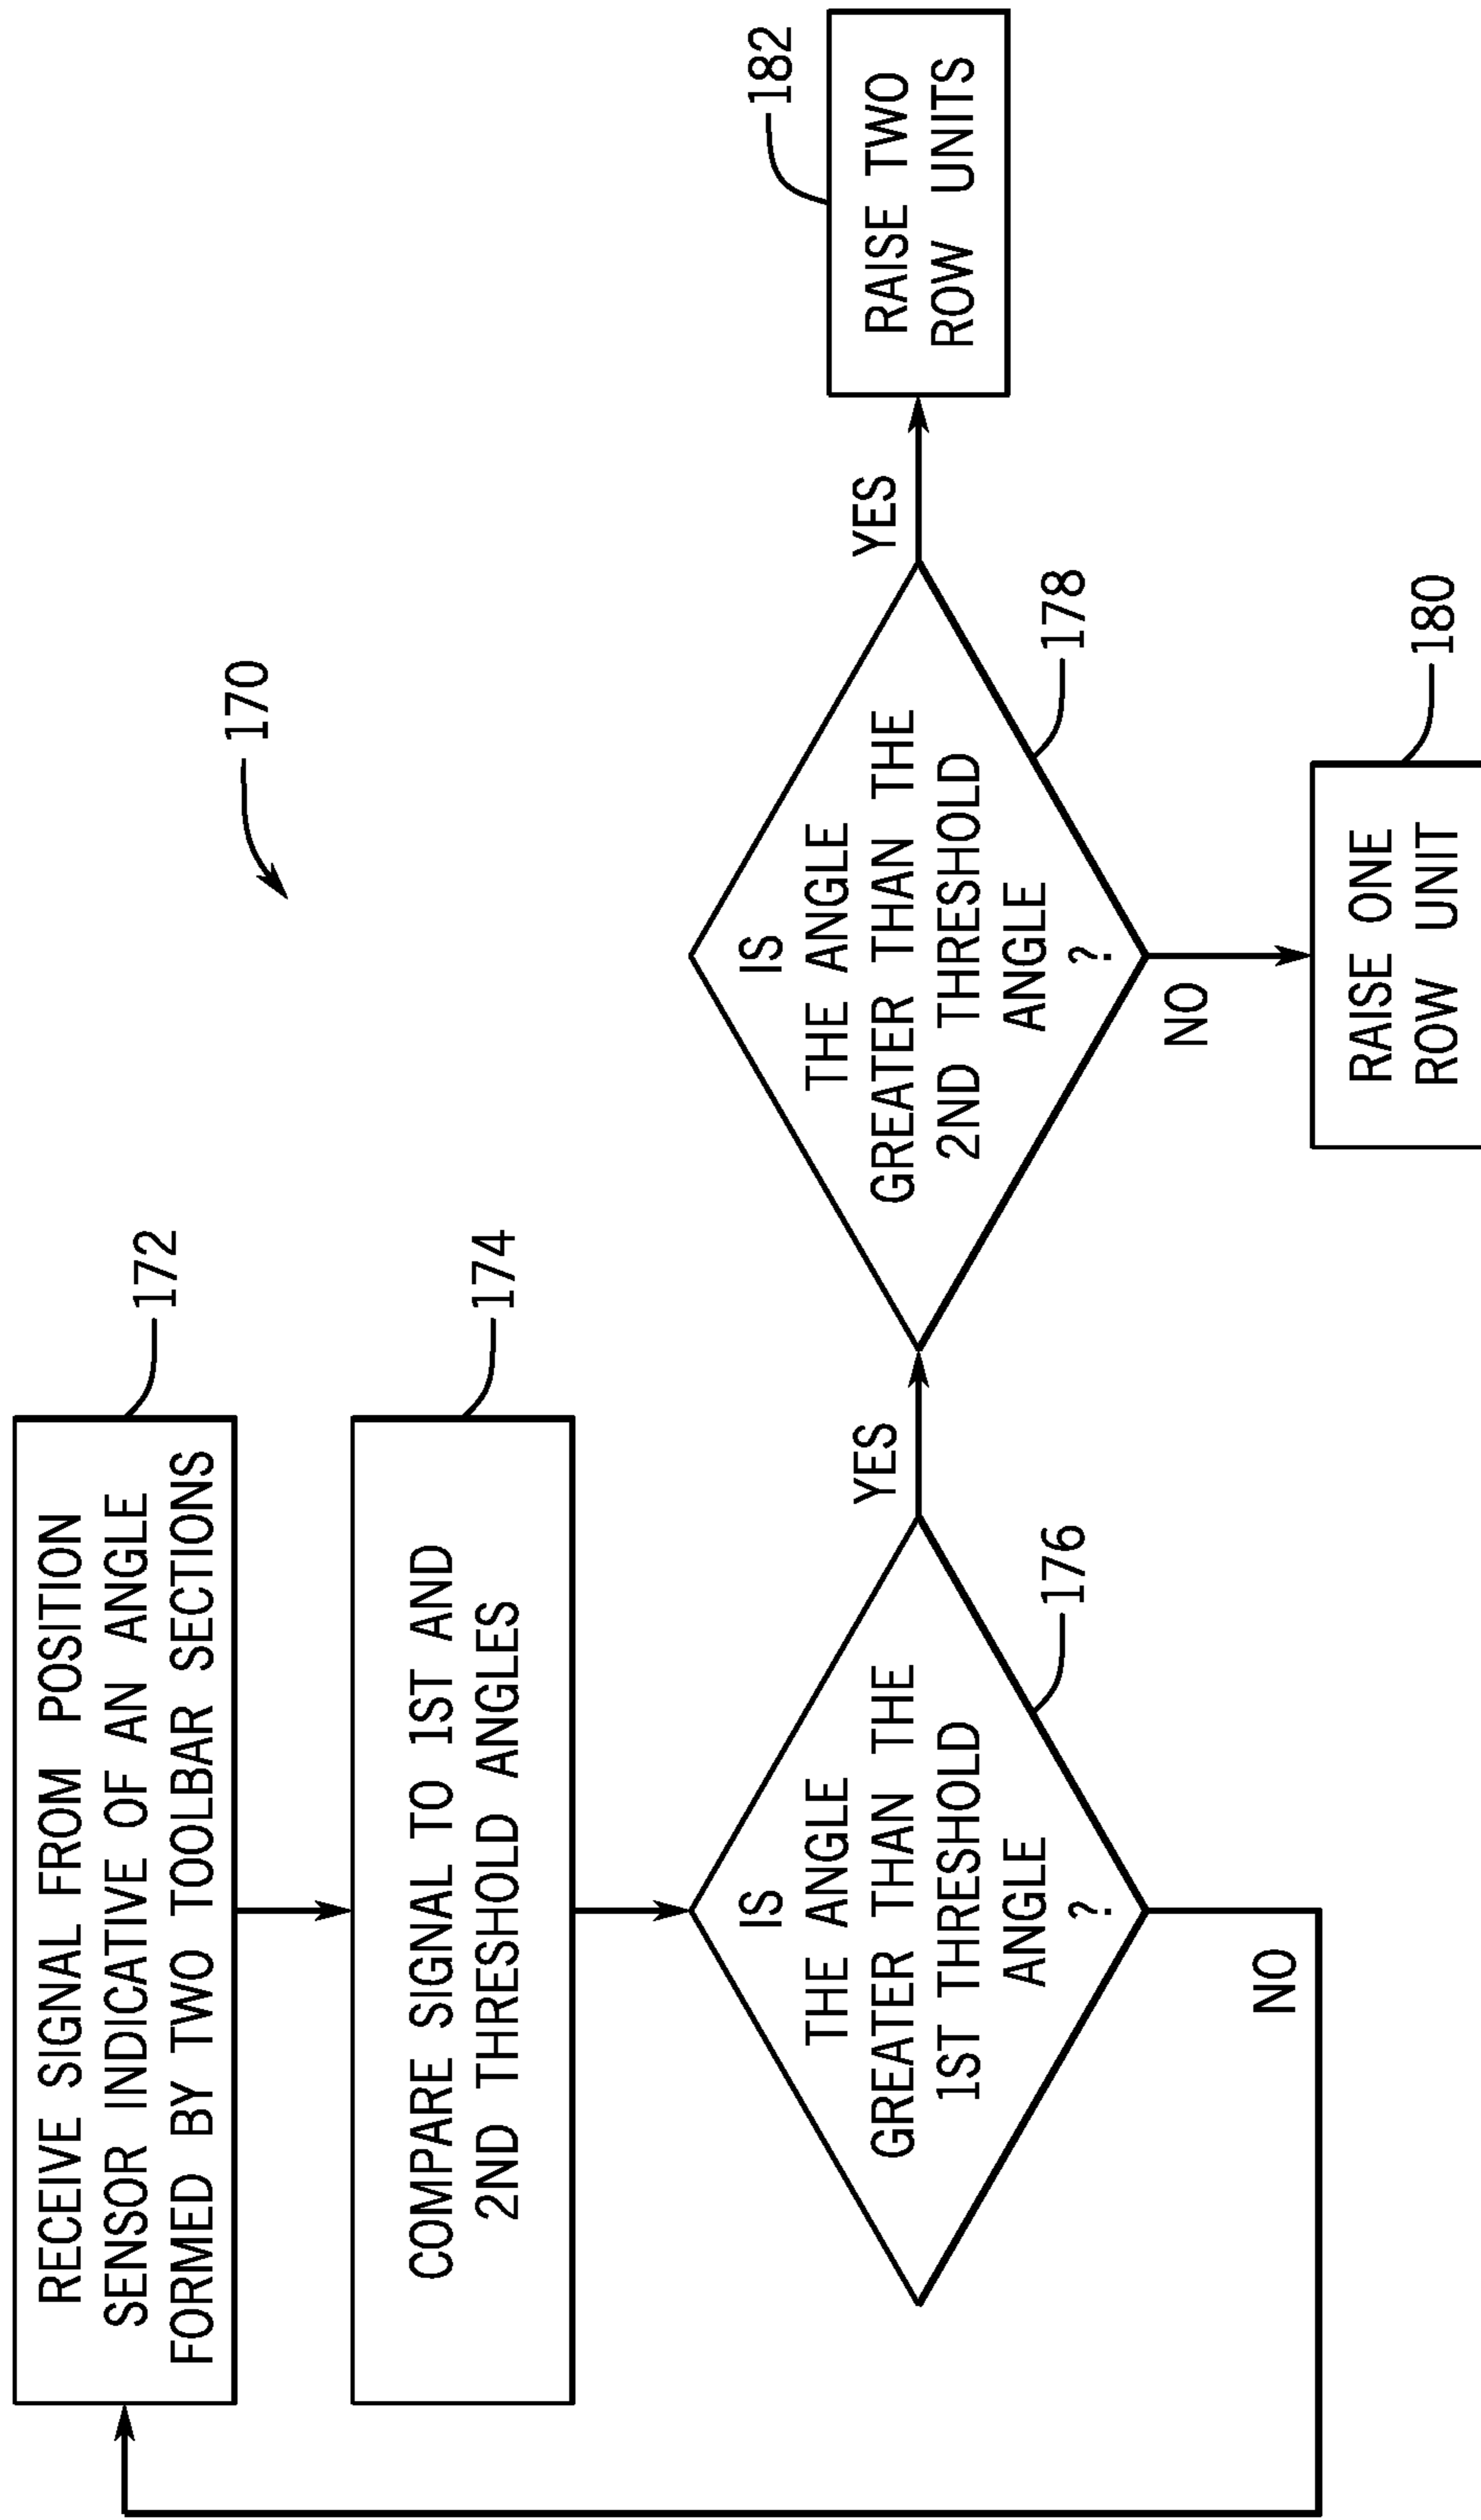 170
172
RECEIVE SIGNAL FROM POSITION
SENSOR INDICATIVE OF AN ANGLE
FORMED BY TWO TOOLBAR SECTIONS
174
COMPARE SIGNAL TO 1ST AND
2ND THRESHOLD ANGLES
IS
THE ANGLE
GREATER THAN THE
1ST THRESHOLD
ANGLE
?
176
YES
NO
IS
THE ANGLE
GREATER THAN THE
2ND THRESHOLD
ANGLE
?
178
YES
NO
182
RAISE TWO
ROW UNITS
180
RAISE ONE
ROW UNIT